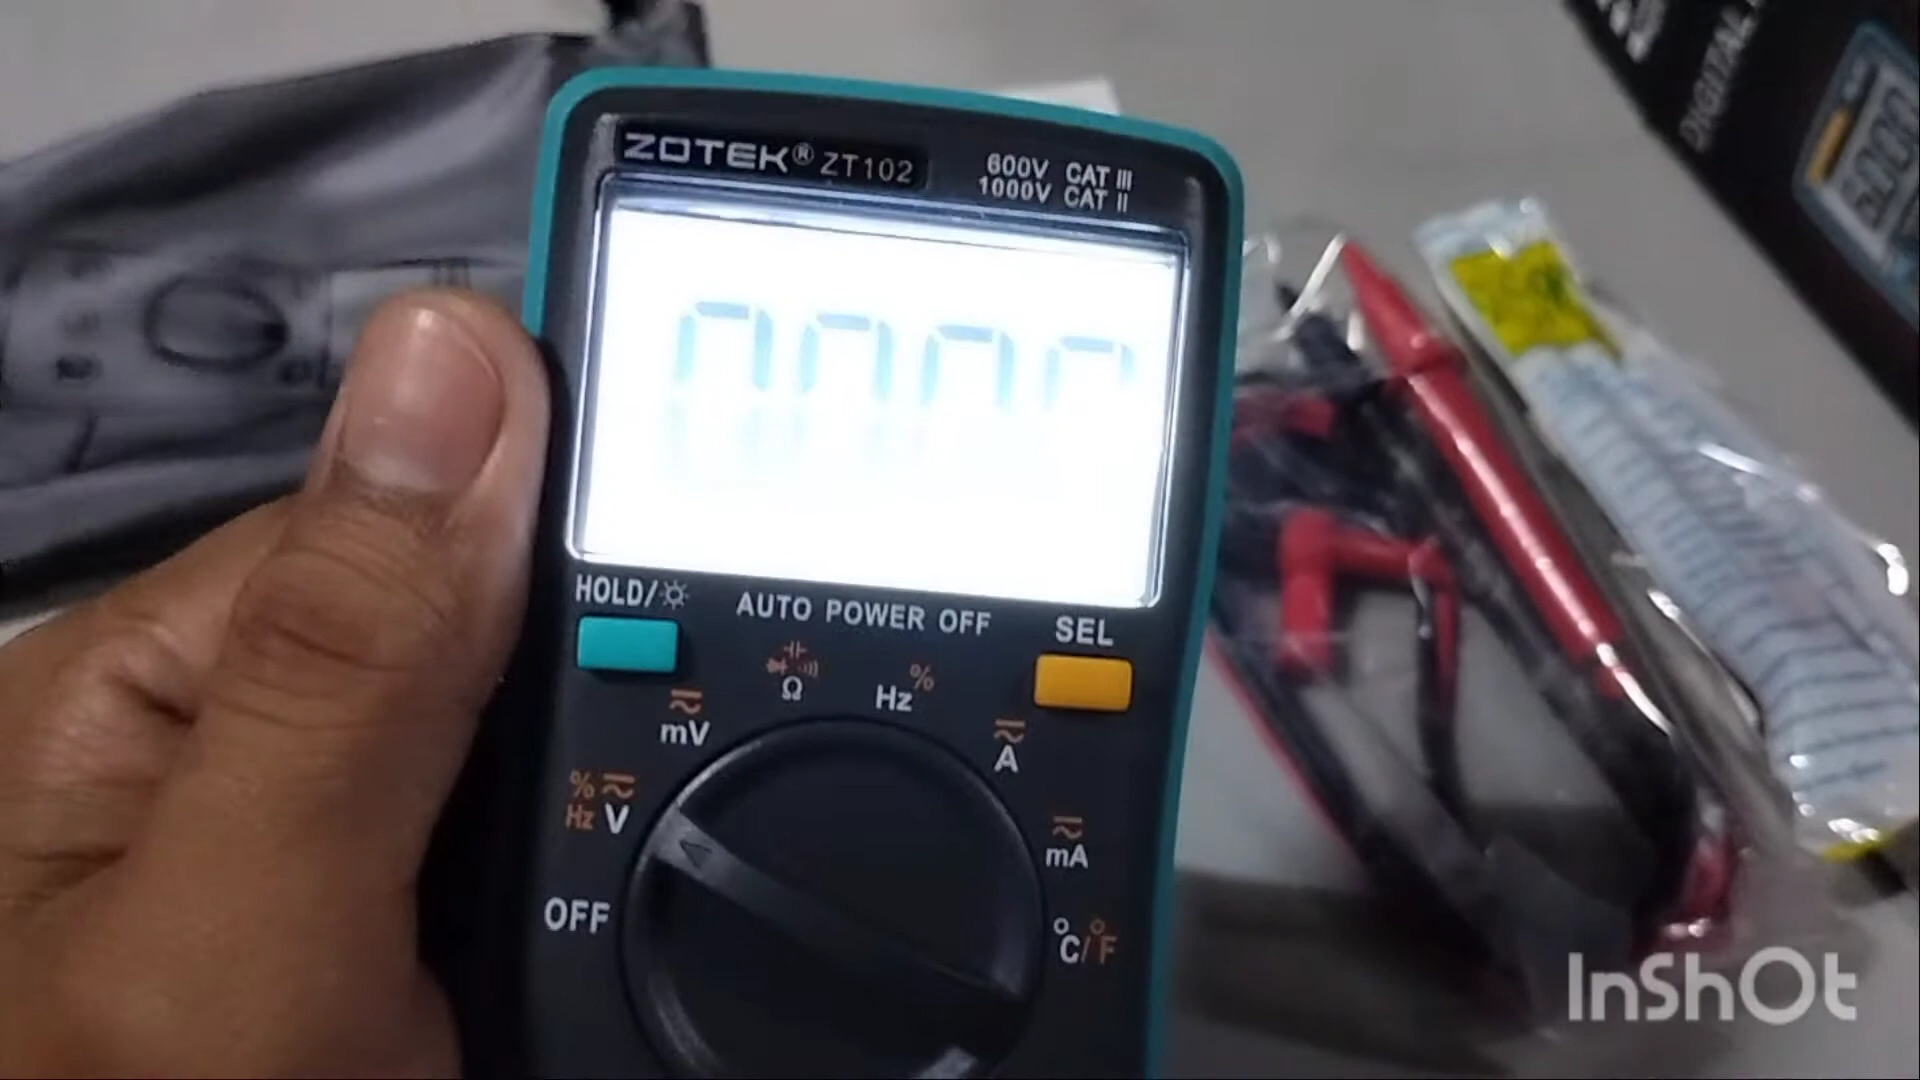 ZOTEK® ZT102
600V CAT III
1000V CAT II
DIGITAL
HOLD/
AUTO POWER OFF
SEL
Ω
Hz %
mV
A
% Hz V
mA
OFF
°C/°F
InShOt